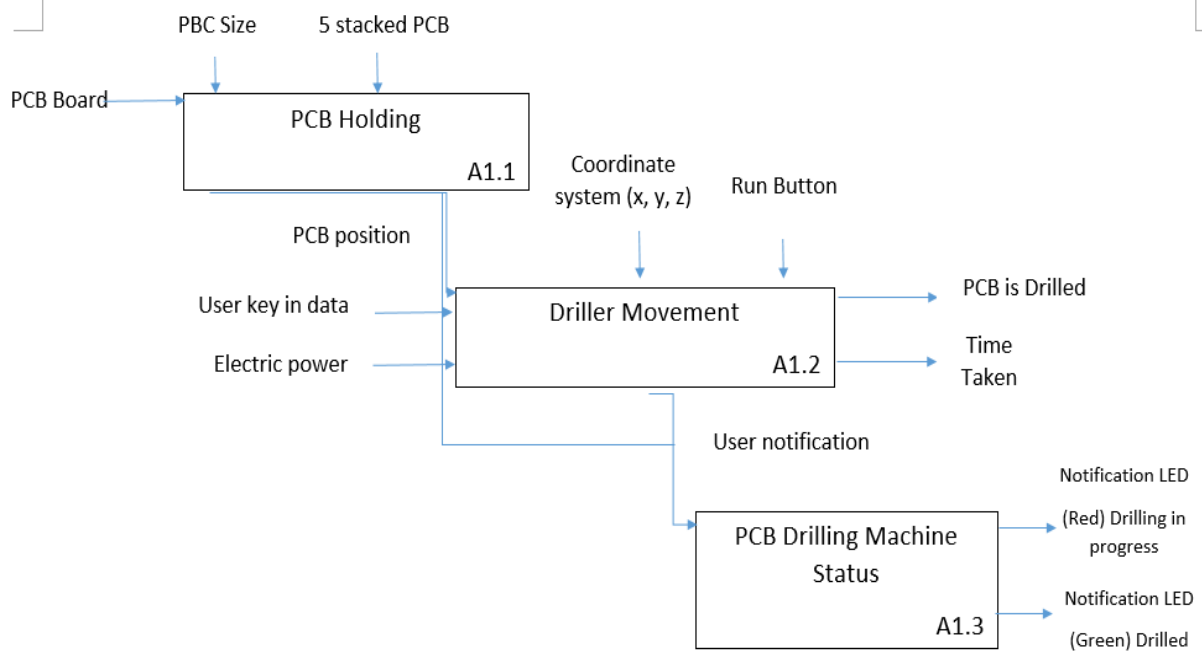 PBC Size
5 stacked PCB
PCB Board
PCB Holding
A1.1
Coordinate
system (x, y, z)
Run Button
PCB position
User key in data
Electric power
Driller Movement
A1.2
PCB is Drilled
Time
Taken
User notification
PCB Drilling Machine
Status
A1.3
Notification LED
(Red) Drilling in
progress
Notification LED
(Green) Drilled